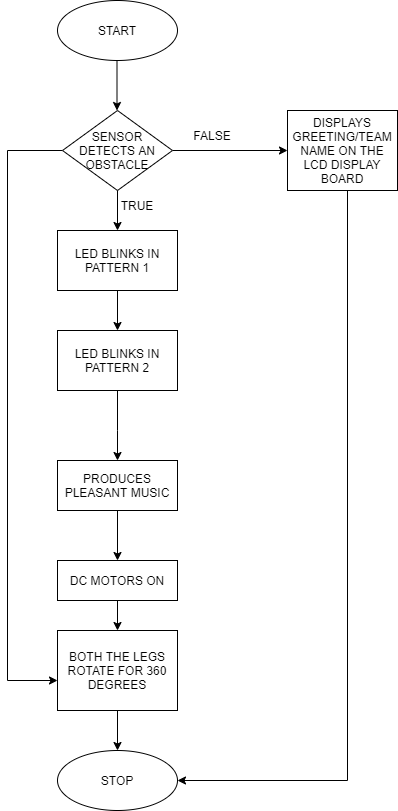 START
SENSOR
DETECTS AN
OBSTACLE
FALSE
DISPLAYS
GREETING/TEAM
NAME ON THE
LCD DISPLAY
BOARD
TRUE
LED BLINKS IN
PATTERN 1
LED BLINKS IN
PATTERN 2
PRODUCES
PLEASANT MUSIC
DC MOTORS ON
BOTH THE LEGS
ROTATE FOR 360
DEGREES
STOP